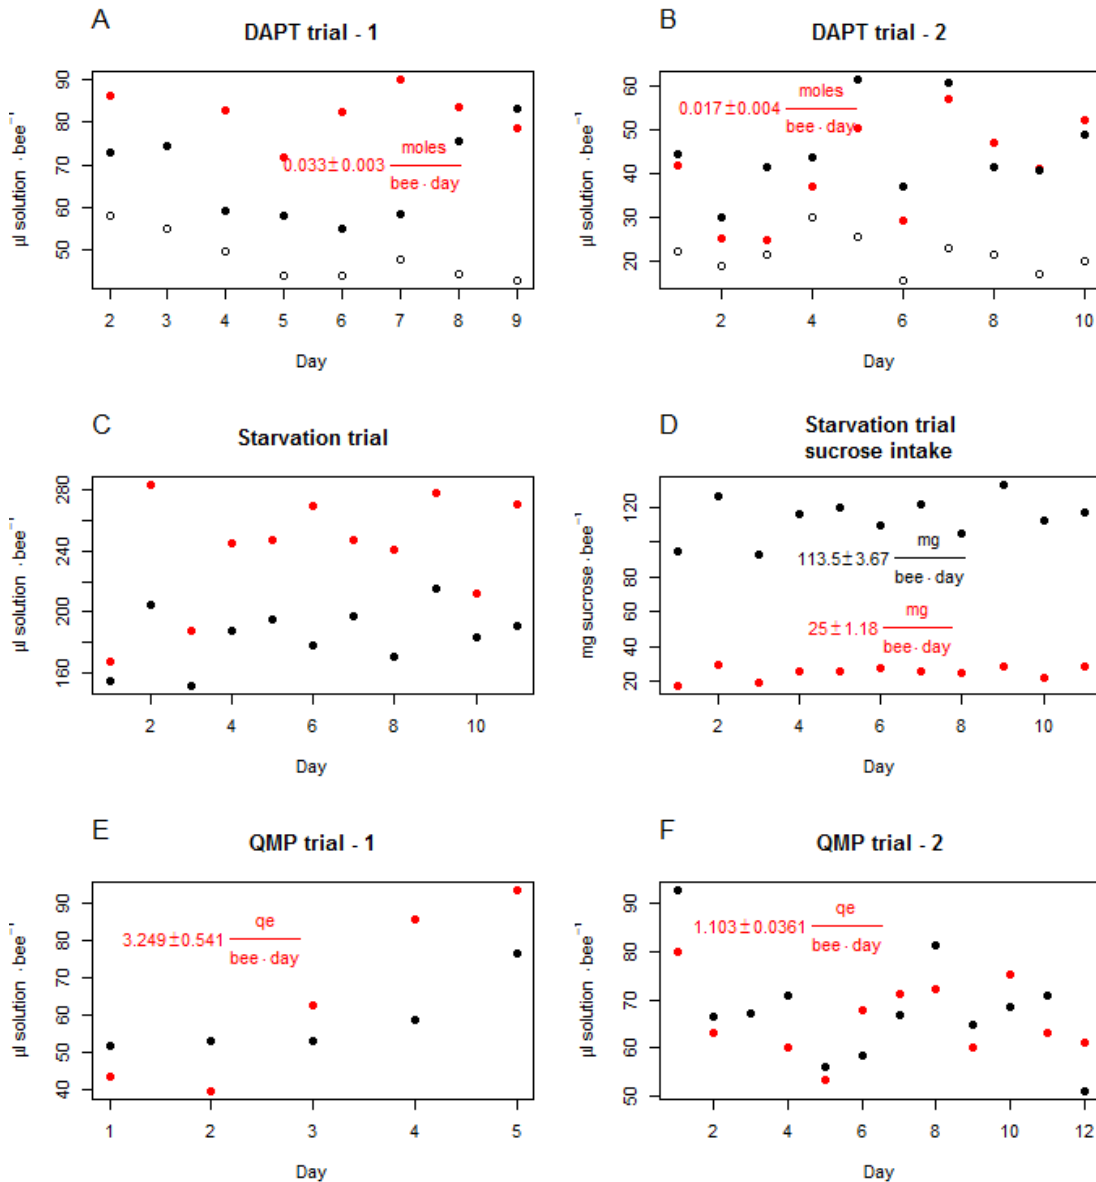 A
DAPT trial - 1
µl solution · bee⁻¹
90
80
70
60
50
0.033±0.003 moles
bee · day
2 3 4 5 6 7 8 9
Day
B
DAPT trial - 2
µl solution · bee⁻¹
60
50
40
30
20
0.017±0.004 moles
bee · day
2 4 6 8 10
Day
C
Starvation trial
µl solution · bee⁻¹
280
240
200
160
2 4 6 8 10
Day
D
Starvation trial
sucrose intake
mg sucrose · bee⁻¹
120
80
60
40
20
113.5±3.67 mg
bee · day
25±1.18 mg
bee · day
2 4 6 8 10
Day
E
QMP trial - 1
µl solution · bee⁻¹
90
80
70
60
50
40
3.249±0.541 qe
bee · day
1 2 3 4 5
Day
F
QMP trial - 2
µl solution · bee⁻¹
90
80
70
60
50
1.103±0.0361 qe
bee · day
2 4 6 8 10 12
Day